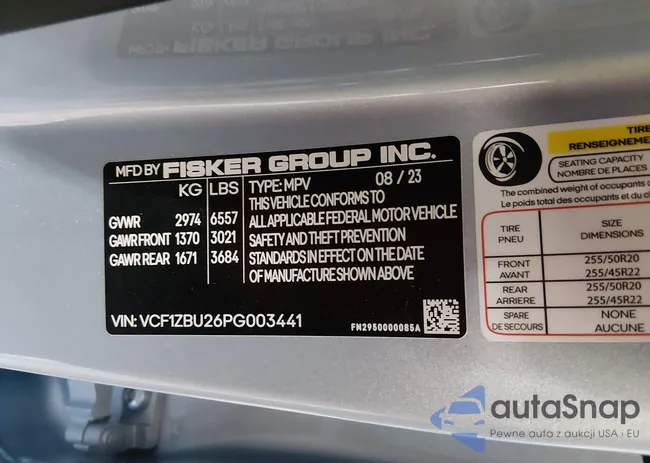 MFD BY FISKER GROUP INC.
KG LBS TYPE: MPV 08 / 23
GVWR 2974 6557
GAWR FRONT 1370 3021
GAWR REAR 1671 3684
THIS VEHICLE CONFORMS TO
ALL APPLICABLE FEDERAL MOTOR VEHICLE
SAFETY AND THEFT PREVENTION
STANDARDS IN EFFECT ON THE DATE
OF MANUFACTURE SHOWN ABOVE
VIN: VCF1ZBU26PG003441
FM2950000085A
TIRE
RENSEIGNEME
SEATING CAPACITY
NOMBRE DE PLACES
The combined weight of occupants a
Le poids total des occupants et du c
TIRE
PNEU
SIZE
DIMENSIONS
FRONT
AVANT
255/50R20
255/45R22
REAR
ARRIERE
255/50R20
255/45R22
SPARE
DE SECOURS
NONE
AUCUNE
autaSnap
Pewne auta z aukcji USA i EU